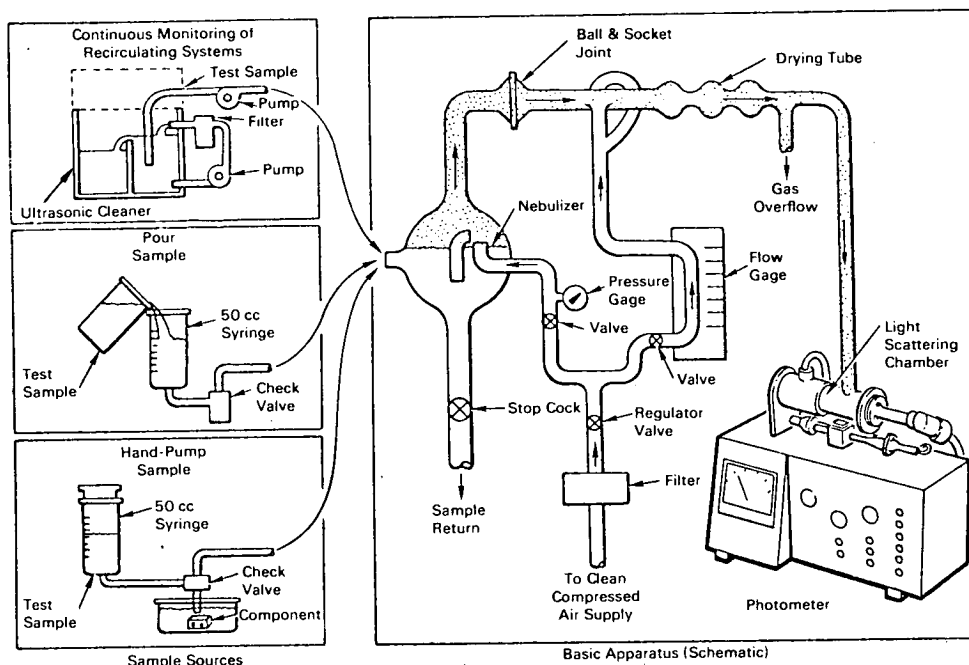 Continuous Monitoring of
Recirculating Systems
Test Sample
Pump
Filter
Pump
Ultrasonic Cleaner
Pour
Sample
50 cc
Syringe
Test Sample
Check
Valve
Hand-Pump
Sample
50 cc
Syringe
Check
Valve
Test
Sample
Component
Sample Sources
Ball & Socket
Joint
Drying Tube
Gas
Overflow
Nebulizer
Pressure
Gage
Flow
Gage
Valve
Valve
Light
Scattering
Chamber
Stop Cock
Regulator
Valve
Filter
Sample
Return
To Clean
Compressed
Air Supply
Photometer
Basic Apparatus (Schematic)